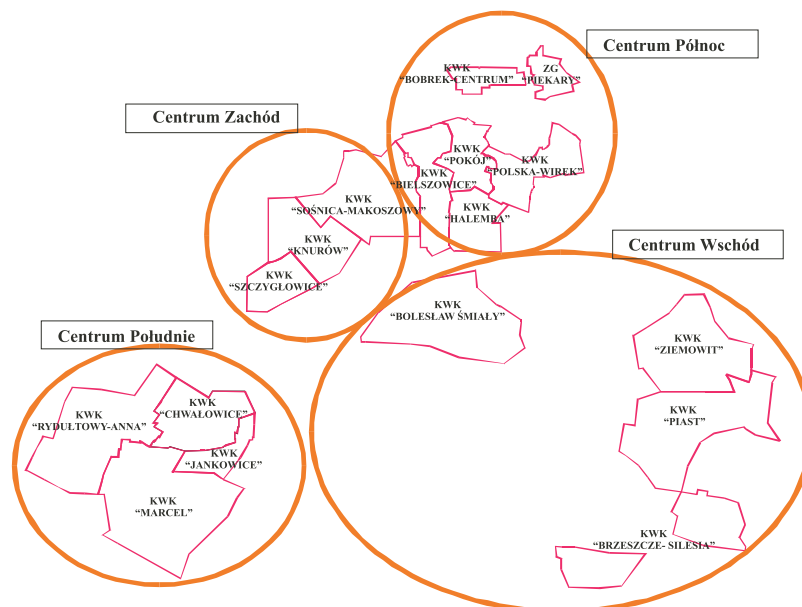 Centrum Północ
KWK
“BOBREK-CENTRUM”
ZG
“PIEKARY”
Centrum Zachód
KWK
“POKÓJ”
KWK
“POLSKA-WIREK”
KWK
“BIELSZOWICE”
KWK
“SOŚNICA-MAKOSZOWY”
KWK
“HALEMBA”
KWK
“KNURÓW”
Centrum Wschód
KWK
“SZCZYGŁOWICE”
KWK
“BOLESŁAW ŚMIAŁY”
Centrum Południe
KWK
“ZIEMOWIT”
KWK
“CHWAŁOWICE”
KWK
“RYDUŁTOWY-ANNA”
KWK
“PIAST”
KWK
“JANKOWICE”
KWK
“MARCEL”
KWK
“BRZESZCZE- SILESIA”